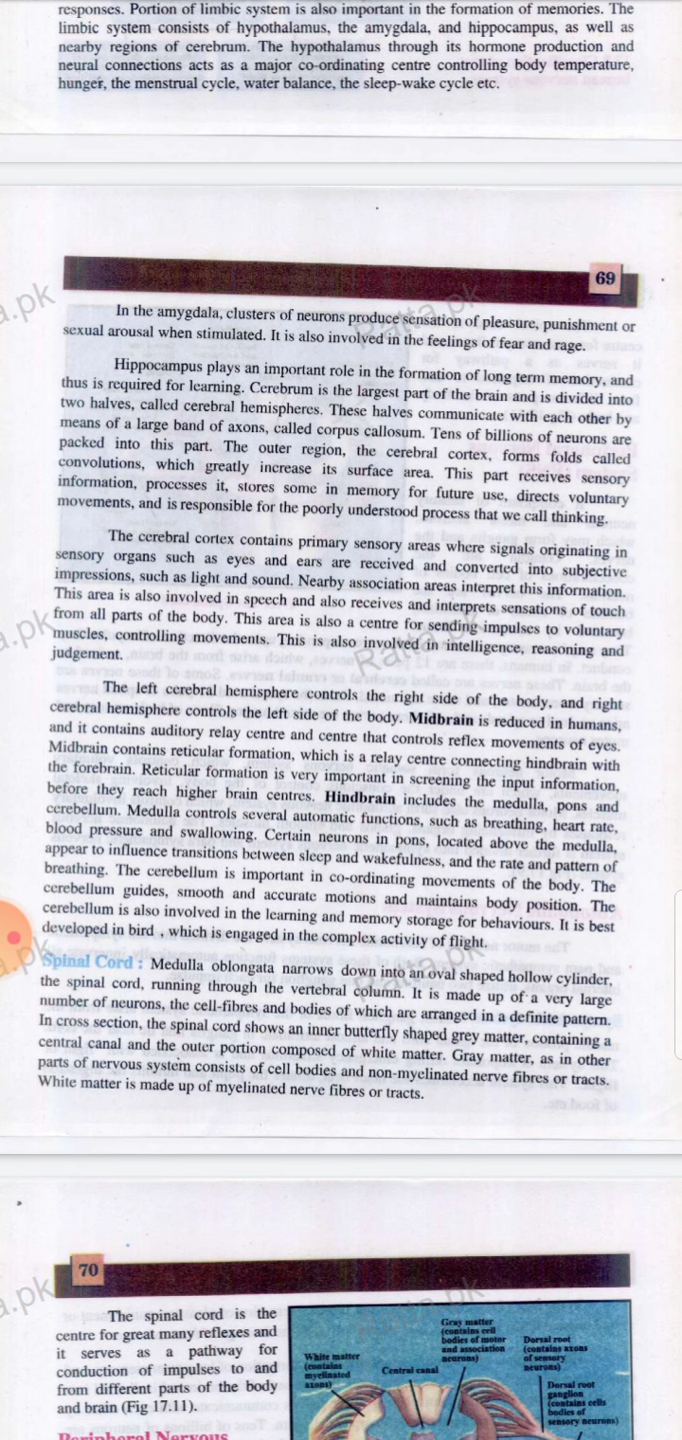 responses. Portion of limbic system is also important in the formation of memories. The
limbic system consists of hypothalamus, the amygdala, and hippocampus, as well as
nearby regions of cerebrum. The hypothalamus through its hormone production and
neural connections acts as a major co-ordinating centre controlling body temperature,
hunger, the menstrual cycle, water balance, the sleep-wake cycle etc.
69
In the amygdala, clusters of neurons produce sensation of pleasure, punishment or
sexual arousal when stimulated. It is also involved in the feelings of fear and rage.
Hippocampus plays an important role in the formation of long term memory, and
thus is required for learning. Cerebrum is the largest part of the brain and is divided into
two halves, called cerebral hemispheres. These halves communicate with each other by
means of a large band of axons, called corpus callosum. Tens of billions of neurons are
packed into this part. The outer region, the cerebral cortex, forms folds called
convolutions, which greatly increase its surface area. This part receives sensory
information, processes it, stores some in memory for future use, directs voluntary
movements, and is responsible for the poorly understood process that we call thinking.
The cerebral cortex contains primary sensory areas where signals originating in
sensory organs such as eyes and ears are received and converted into subjective
impressions, such as light and sound. Nearby association areas interpret this information.
This area is also involved in speech and also receives and interprets sensations of touch
from all parts of the body. This area is also a centre for sending impulses to voluntary
muscles, controlling movements. This is also involved in intelligence, reasoning and
judgement.
The left cerebral hemisphere controls the right side of the body, and right
cerebral hemisphere controls the left side of the body. Midbrain is reduced in humans,
and it contains auditory relay centre and centre that controls reflex movements of eyes.
Midbrain contains reticular formation, which is a relay centre connecting hindbrain with
the forebrain. Reticular formation is very important in screening the input information,
before they reach higher brain centres. Hindbrain includes the medulla, pons and
cerebellum. Medulla controls several automatic functions, such as breathing, heart rate,
blood pressure and swallowing. Certain neurons in pons, located above the medulla,
appear to influence transitions between sleep and wakefulness, and the rate and pattern of
breathing. The cerebellum is important in co-ordinating movements of the body. The
cerebellum guides, smooth and accurate motions and maintains body position. The
cerebellum is also involved in the learning and memory storage for behaviours. It is best
developed in bird , which is engaged in the complex activity of flight.
Spinal Cord : Medulla oblongata narrows down into an oval shaped hollow cylinder,
the spinal cord, running through the vertebral column. It is made up of a very large
number of neurons, the cell-fibres and bodies of which are arranged in a definite pattern.
In cross section, the spinal cord shows an inner butterfly shaped grey matter, containing a
central canal and the outer portion composed of white matter. Gray matter, as in other
parts of nervous system consists of cell bodies and non-myelinated nerve fibres or tracts.
White matter is made up of myelinated nerve fibres or tracts.
70
The spinal cord is the
centre for great many reflexes and
it serves as a pathway for
conduction of impulses to and
from different parts of the body
and brain (Fig 17.11).
Peripheral Nervous
White matter
(contains
myelinated
axons)
Central canal
Gray matter
(contains cell
bodies of motor
and association
neurons)
Dorsal root
(contains axons
of sensory
neurons)
Dorsal root
ganglion
(contains cells
bodies of
sensory neurons)
Ratta.pk
Ratta.pk
Ratta.pk
Ratta.pk
a.pk
a.pk
a.pk
a.pk